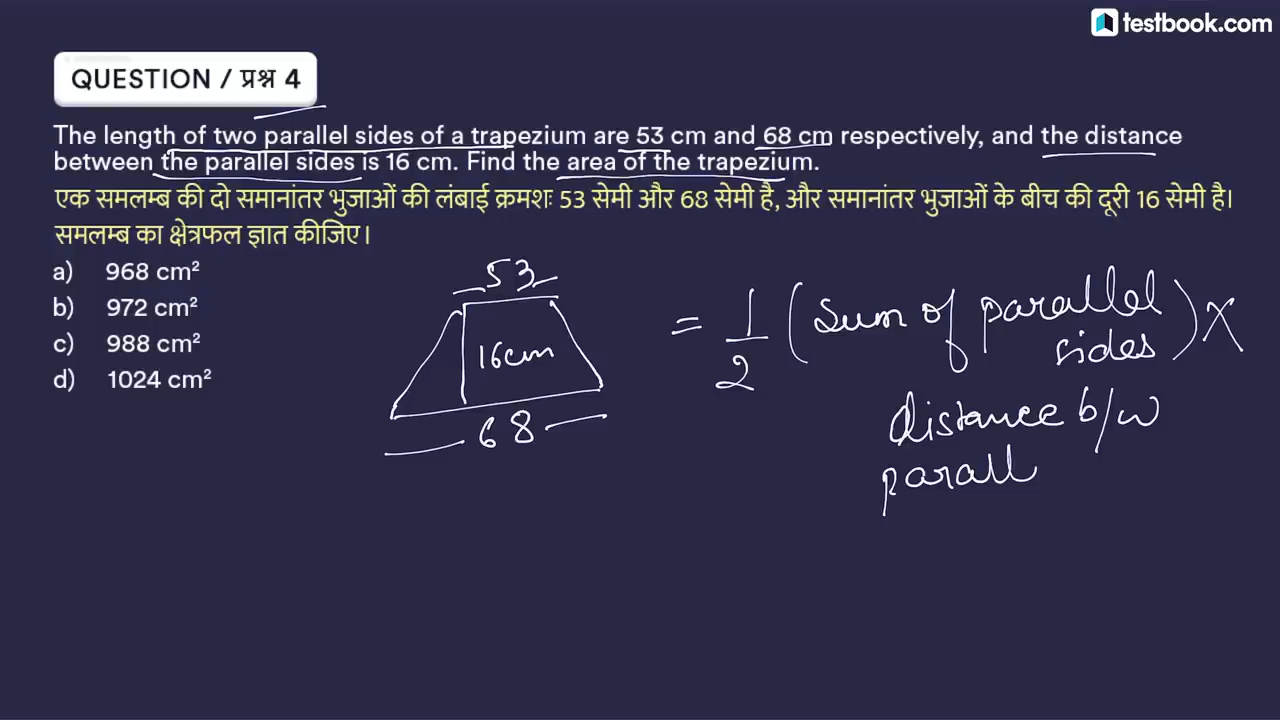 testbook.com
QUESTION / प्रश्न 4
The length of two parallel sides of a trapezium are 53 cm and 68 cm respectively, and the distance
between the parallel sides is 16 cm. Find the area of the trapezium.
एक समलम्ब की दो समानांतर भुजाओं की लंबाई क्रमशः 53 सेमी और 68 सेमी है, और समानांतर भुजाओं के बीच की दूरी 16 सेमी है।
समलम्ब का क्षेत्रफल ज्ञात कीजिए।
a) 968 cm²
b) 972 cm²
c) 988 cm²
d) 1024 cm²
53
16cm
68
= 1/2 (Sum of parallel
sides) ×
distance b/w
parall